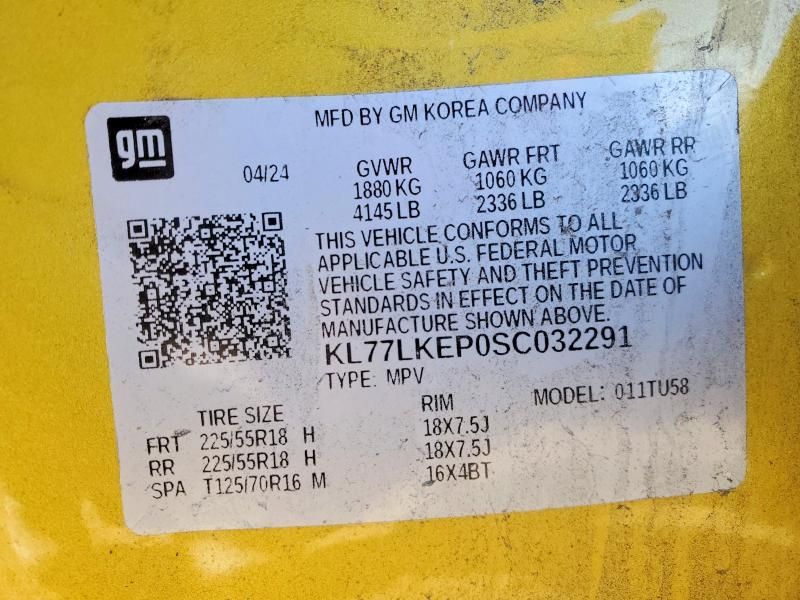 MFD BY GM KOREA COMPANY
gm
04/24
GVWR GAWR FRT GAWR RR
1880 KG 1060 KG 1060 KG
4145 LB 2336 LB 2336 LB
THIS VEHICLE CONFORMS TO ALL
APPLICABLE U.S. FEDERAL MOTOR
VEHICLE SAFETY AND THEFT PREVENTION
STANDARDS IN EFFECT ON THE DATE OF
MANUFACTURE SHOWN ABOVE.
KL77LKEP0SC032291
TYPE: MPV
MODEL: 011TU58
TIRE SIZE RIM
FRT 225/55R18 H 18X7.5J
RR 225/55R18 H 18X7.5J
SPA T125/70R16 M 16X4BT